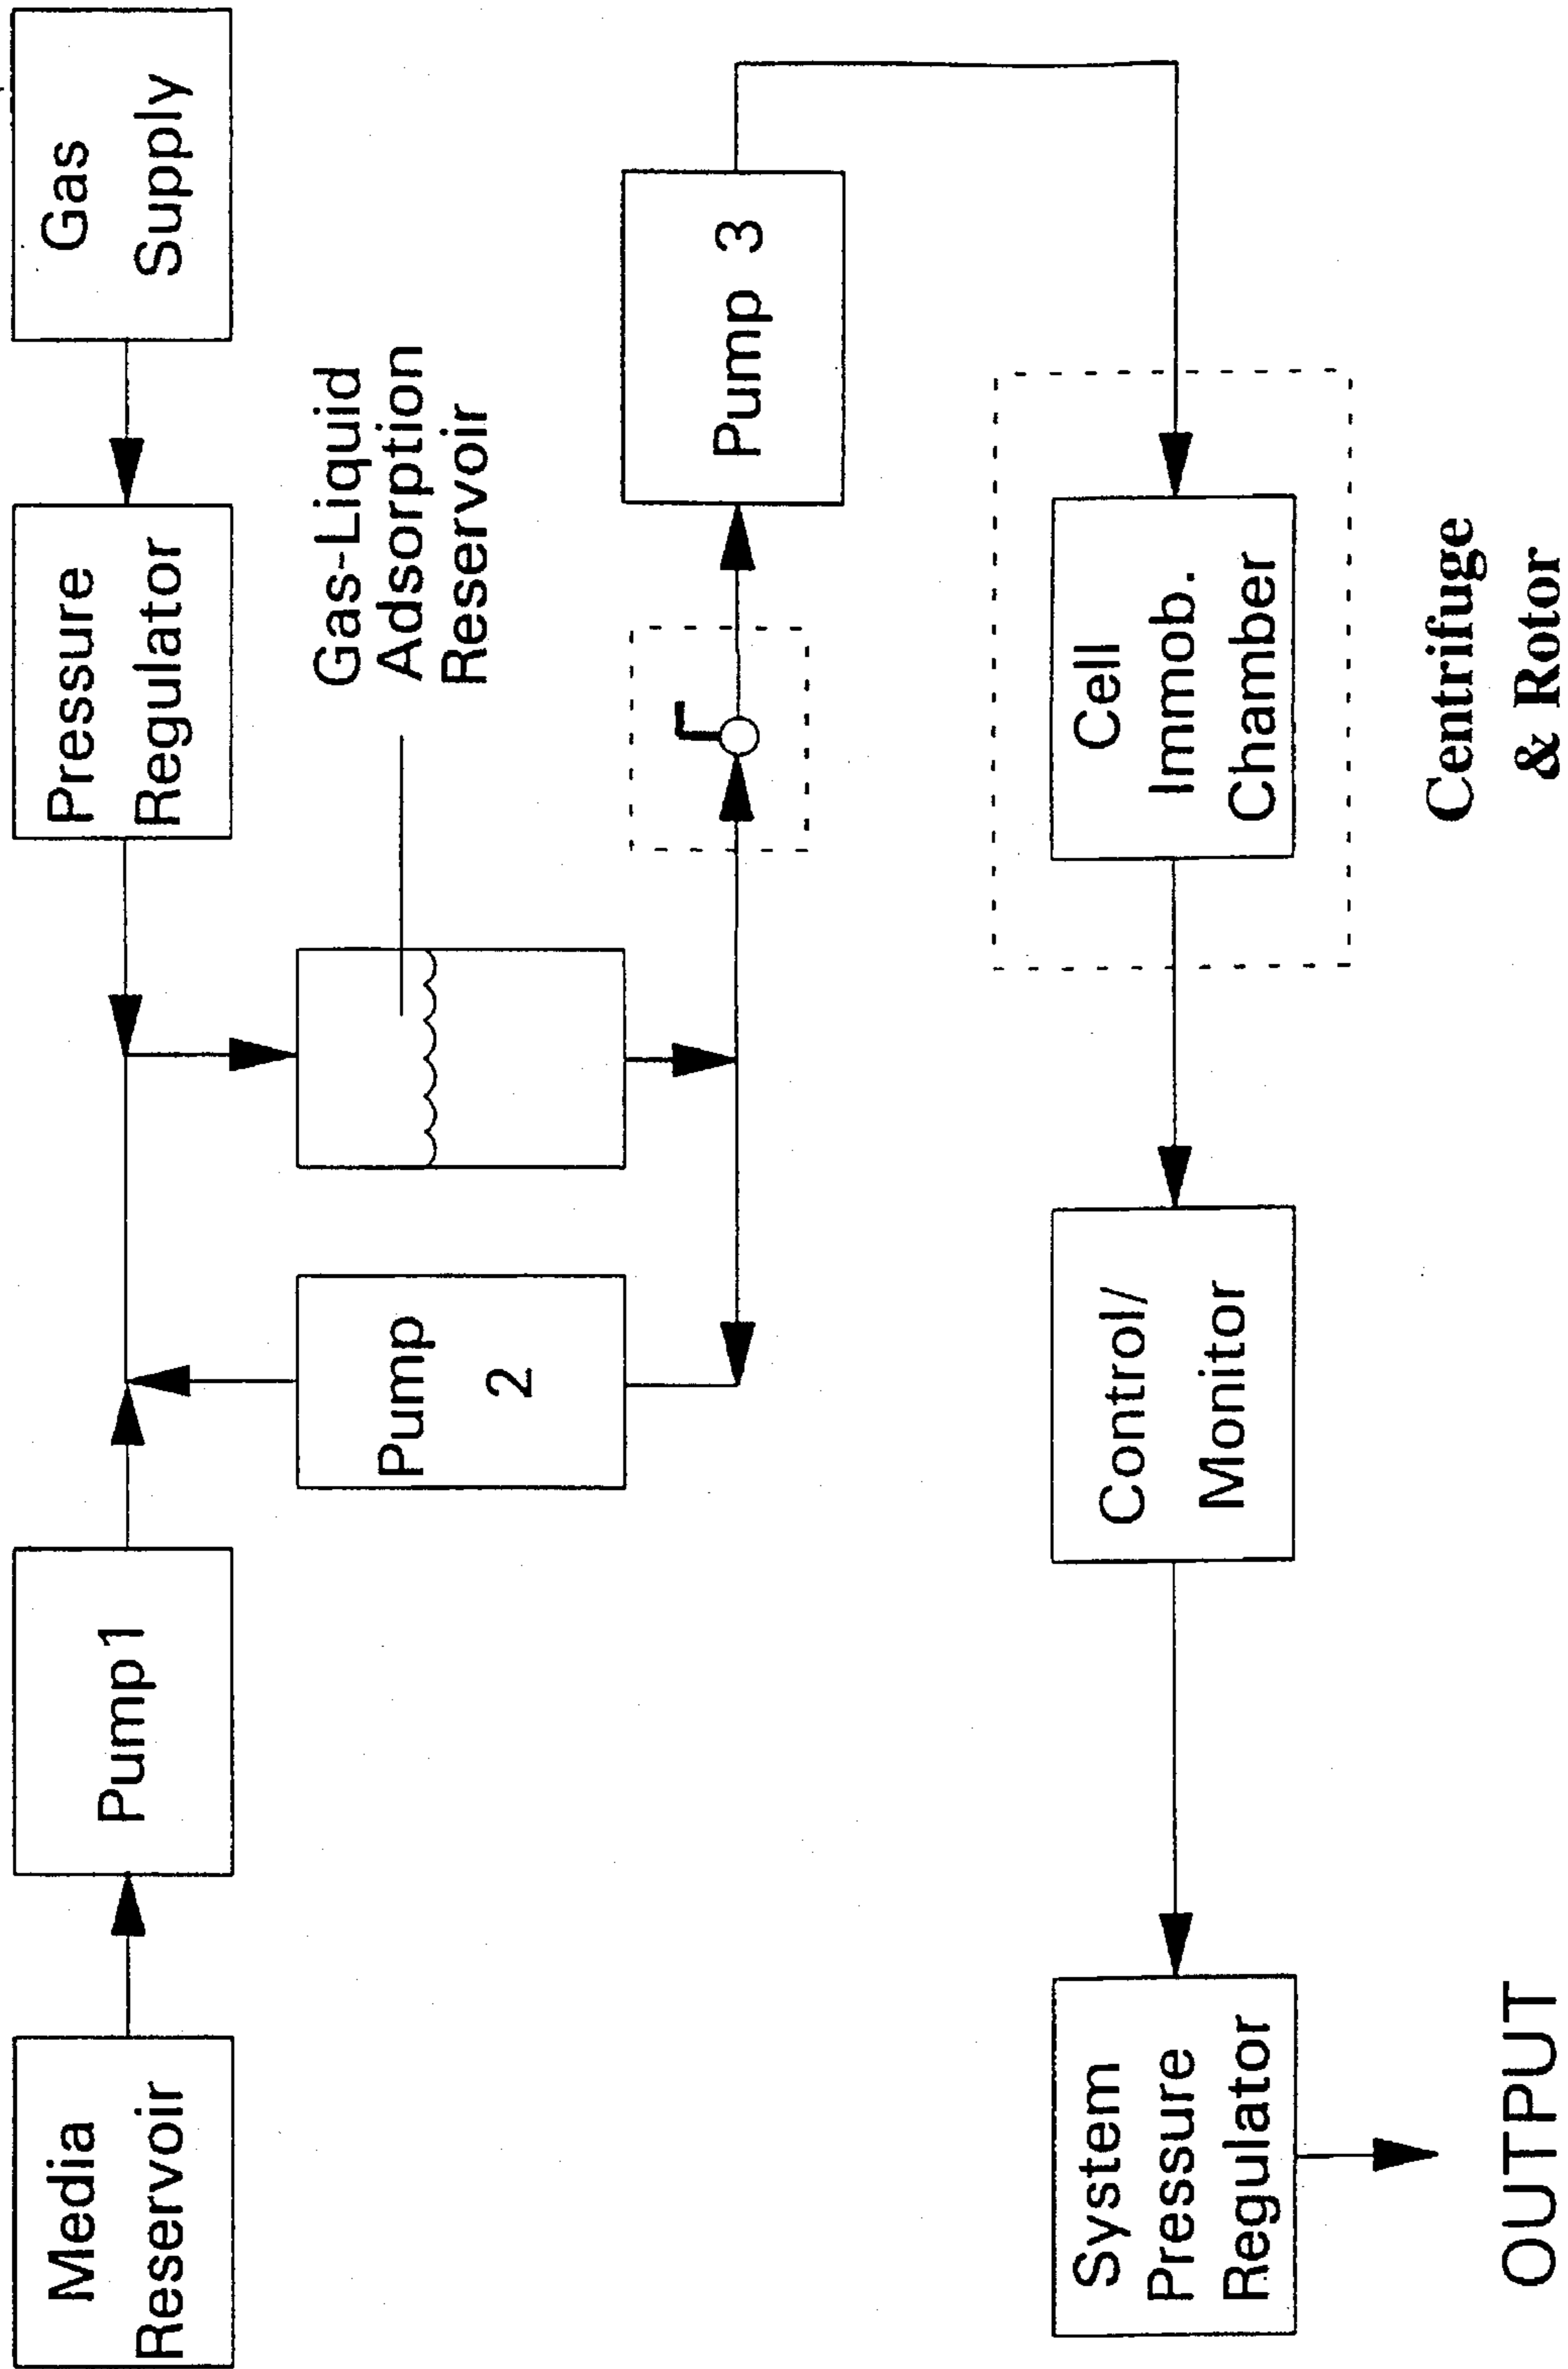 Media
Reservoir
Pump1
Pressure
Regulator
Gas
Supply
Pump
2
Gas-Liquid
Adsorption
Reservoir
Pump 3
System
Pressure
Regulator
Control/
Monitor
Cell
Immob.
Chamber
OUTPUT
Centrifuge
& Rotor